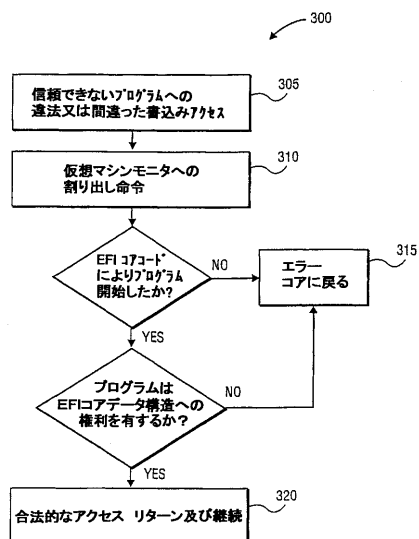 300
信頼できないプログラムへの
違法又は間違った書込みアクセス
305
仮想マシンモニタへの
割り出し命令
310
EFIコアコード
によりプログラム
開始したか?
NO
エラー
コアに戻る
315
YES
プログラムは
EFIコアデータ構造への
権利を有するか?
NO
YES
合法的なアクセス リターン及び継続
320